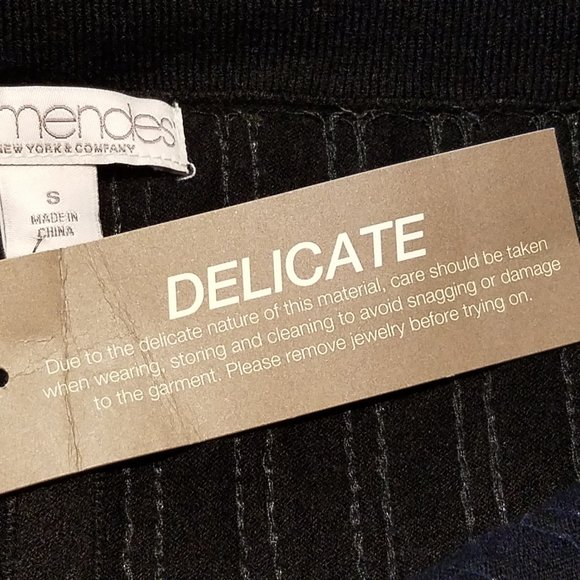 mendes
NEW YORK & COMPANY
S
MADE IN
CHINA
DELICATE
Due to the delicate nature of this material, care should be taken
when wearing, storing and cleaning to avoid snagging or damage
to the garment. Please remove jewelry before trying on.